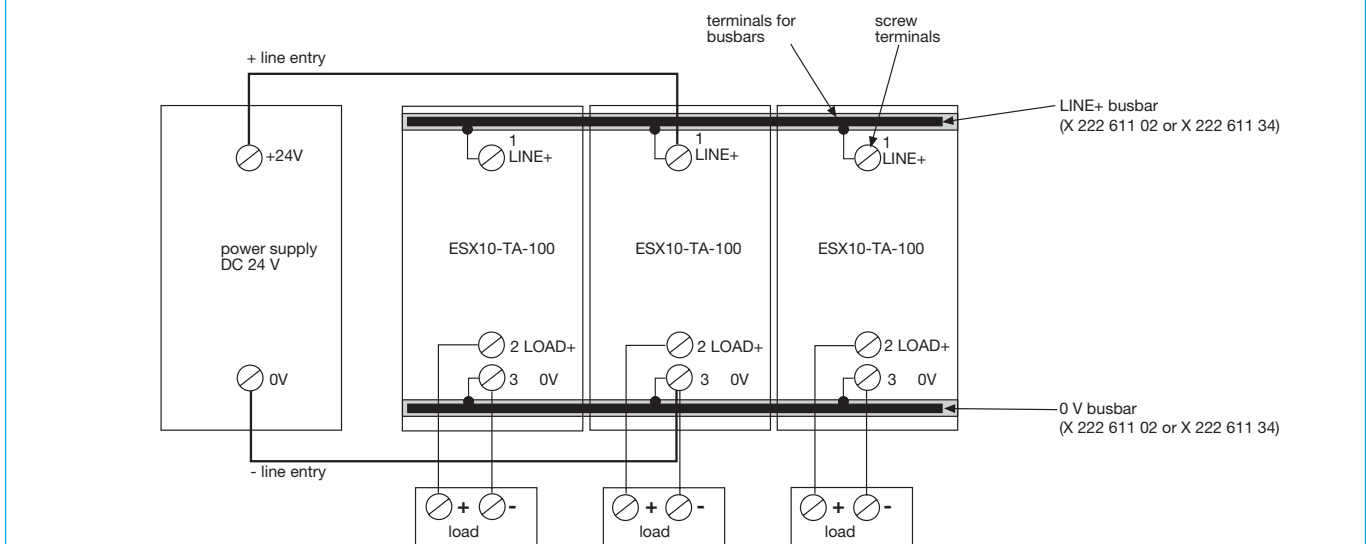 terminals for
busbars
screw
terminals
+ line entry
LINE+ busbar
(X 222 611 02 or X 222 611 34)
+24V
1
LINE+
1
LINE+
1
LINE+
power supply
DC 24 V
ESX10-TA-100
ESX10-TA-100
ESX10-TA-100
2 LOAD+
2 LOAD+
2 LOAD+
0V
3 0V
3 0V
3 0V
0 V busbar
(X 222 611 02 or X 222 611 34)
- line entry
+ -
load
+ -
load
+ -
load